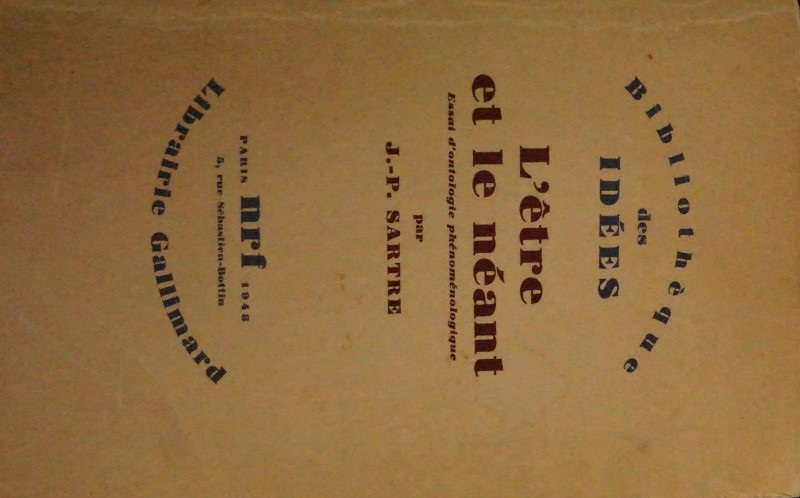 Bibliothèque
des
IDÉES
L'être
et le néant
Essai d'ontologie phénoménologique
par
J.-P. SARTRE
PARIS nrf 1948
5, rue Sébastien-Bottin
Librairie Gallimard